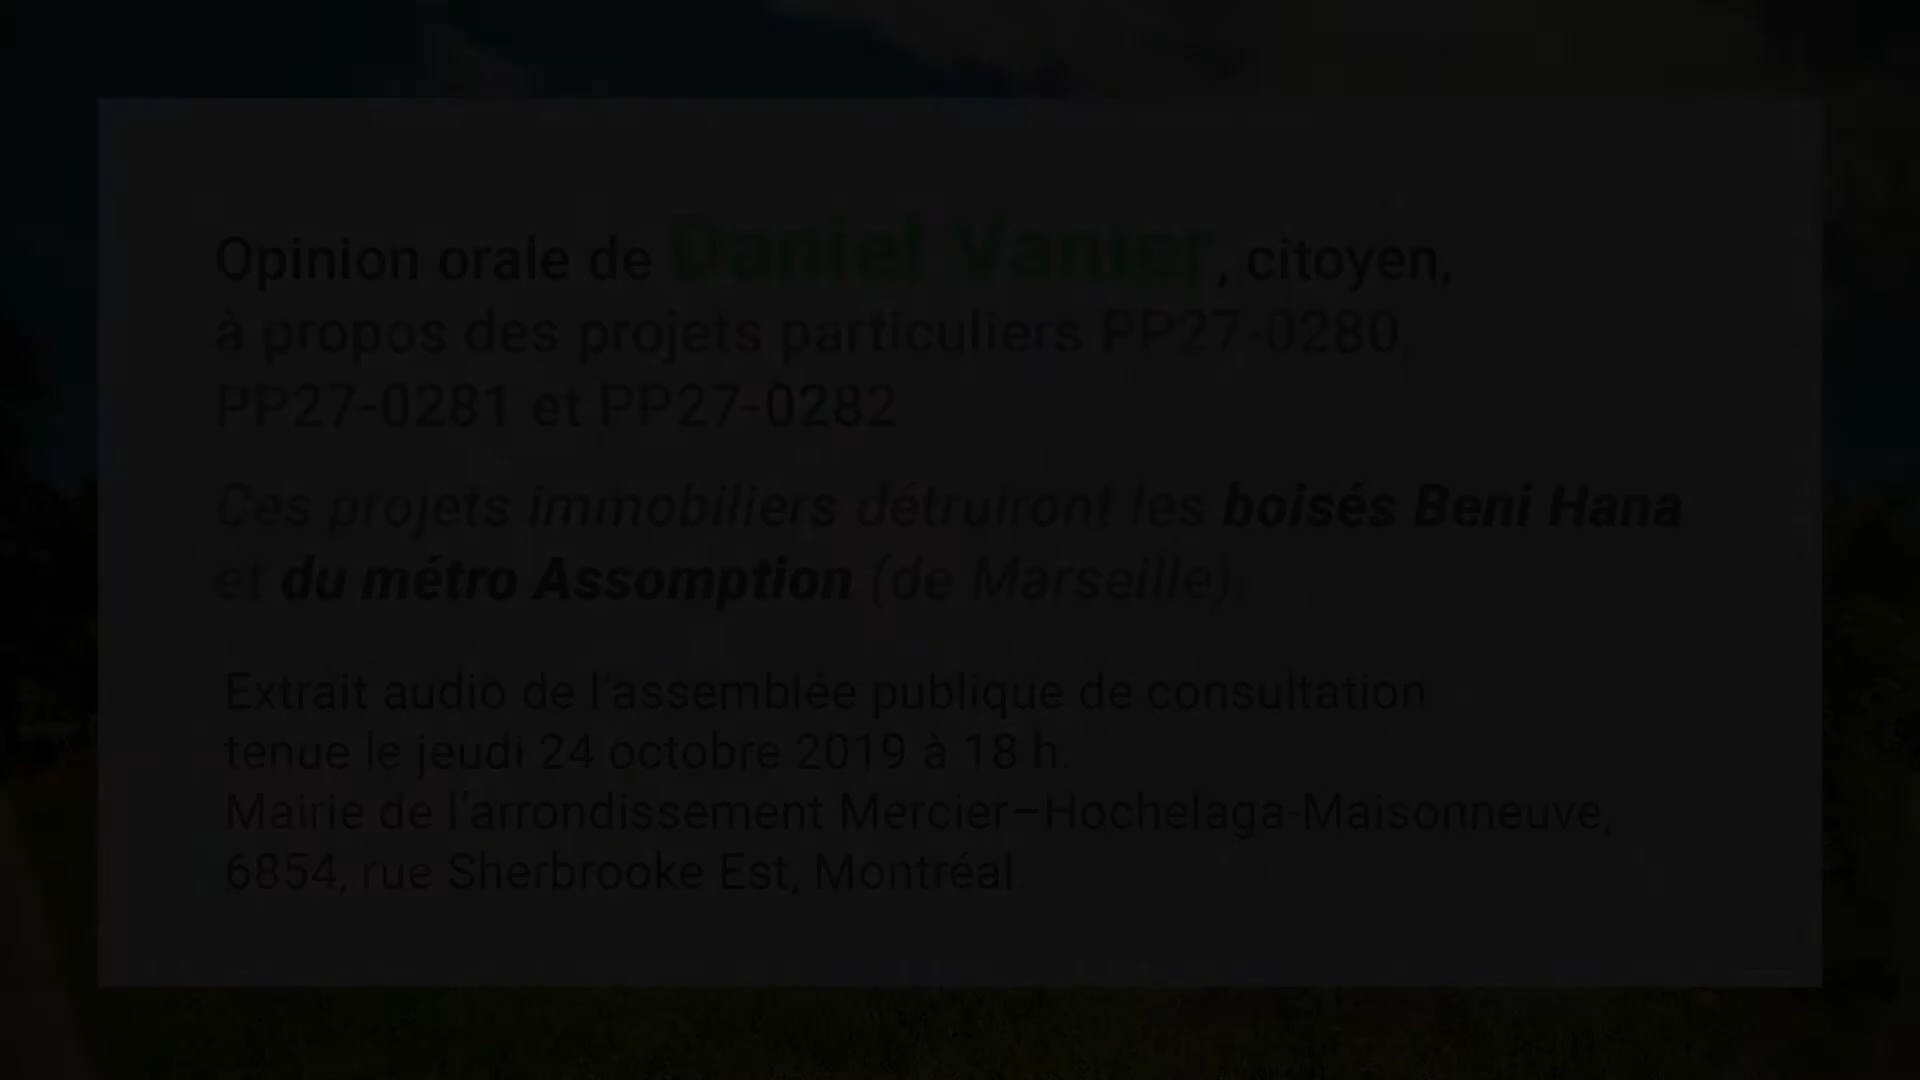 Opinion orale de Daniel Vanier, citoyen,
à propos des projets particuliers PP27-0280,
PP27-0281 et PP27-0282
Ces projets immobiliers détruiront les boisés Beni Hana
et du métro Assomption (de Marseille).
Extrait audio de l'assemblée publique de consultation
tenue le jeudi 24 octobre 2019 à 18 h.
Mairie de l'arrondissement Mercier–Hochelaga-Maisonneuve,
6854, rue Sherbrooke Est, Montréal